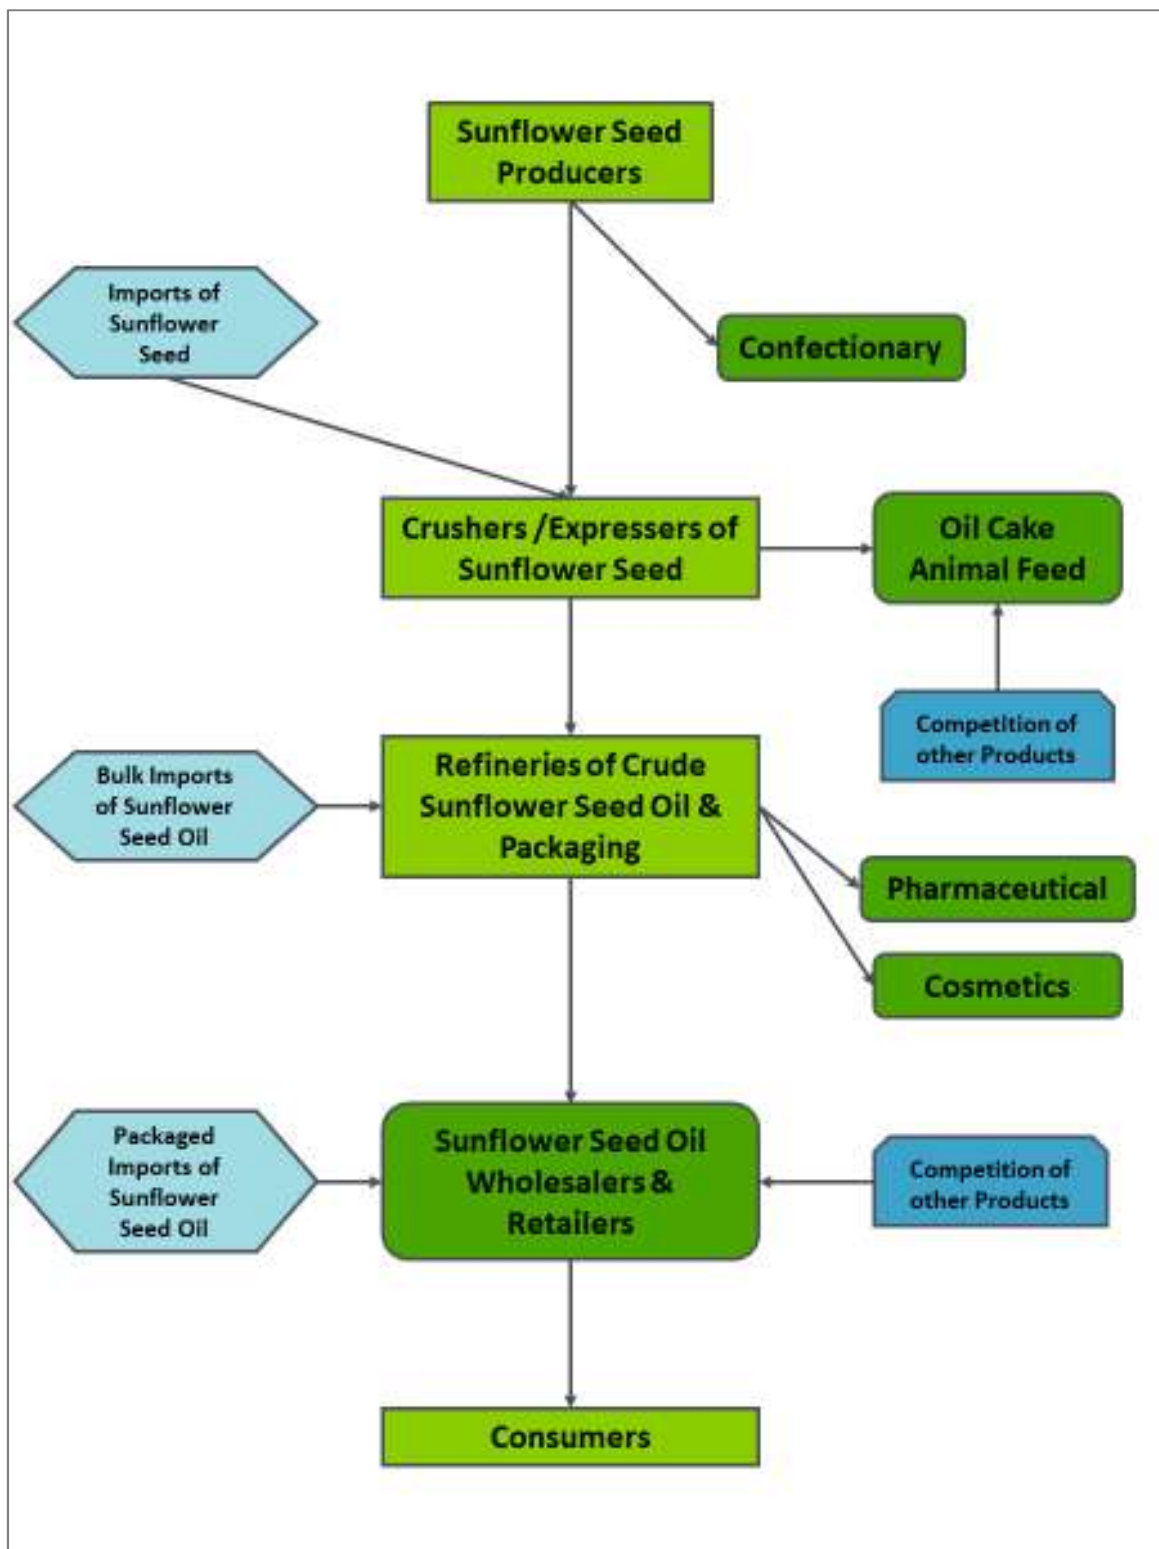 Sunflower Seed
Producers
Imports of
Sunflower
Seed
Confectionary
Crushers /Expressers of
Sunflower Seed
Oil Cake
Animal Feed
Competition of
other Products
Bulk Imports
of Sunflower
Seed Oil
Refineries of Crude
Sunflower Seed Oil &
Packaging
Pharmaceutical
Cosmetics
Packaged
Imports of
Sunflower
Seed Oil
Sunflower Seed Oil
Wholesalers &
Retailers
Competition of
other Products
Consumers